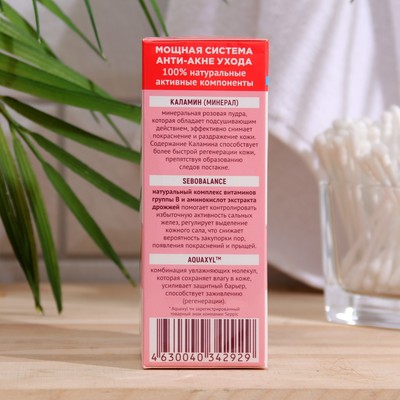 МОЩНАЯ СИСТЕМА
АНТИ-АКНЕ УХОДА
100% натуральные
активные компоненты
КАЛАМИН (МИНЕРАЛ)
минеральная розовая пудра,
которая обладает подсушивающим
действием, эффективно снимает
покраснение и раздражение кожи.
Содержание Каламина способствует
более быстрой регенерации кожи,
препятствуя образованию
следов постакне.
SEBOBALANCE
натуральный комплекс витаминов
группы В и аминокислот экстракта
дрожжей помогает контролировать
избыточную активность сальных
желез, регулирует выделение
кожного сала, что снижает
вероятность закупорки пор,
появления покраснений и прыщей.
AQUAXYL™
комбинация увлажняющих молекул,
которая сохраняет влагу в коже,
усиливает защитный барьер,
способствует заживлению
(регенерации).
4 630040 342929